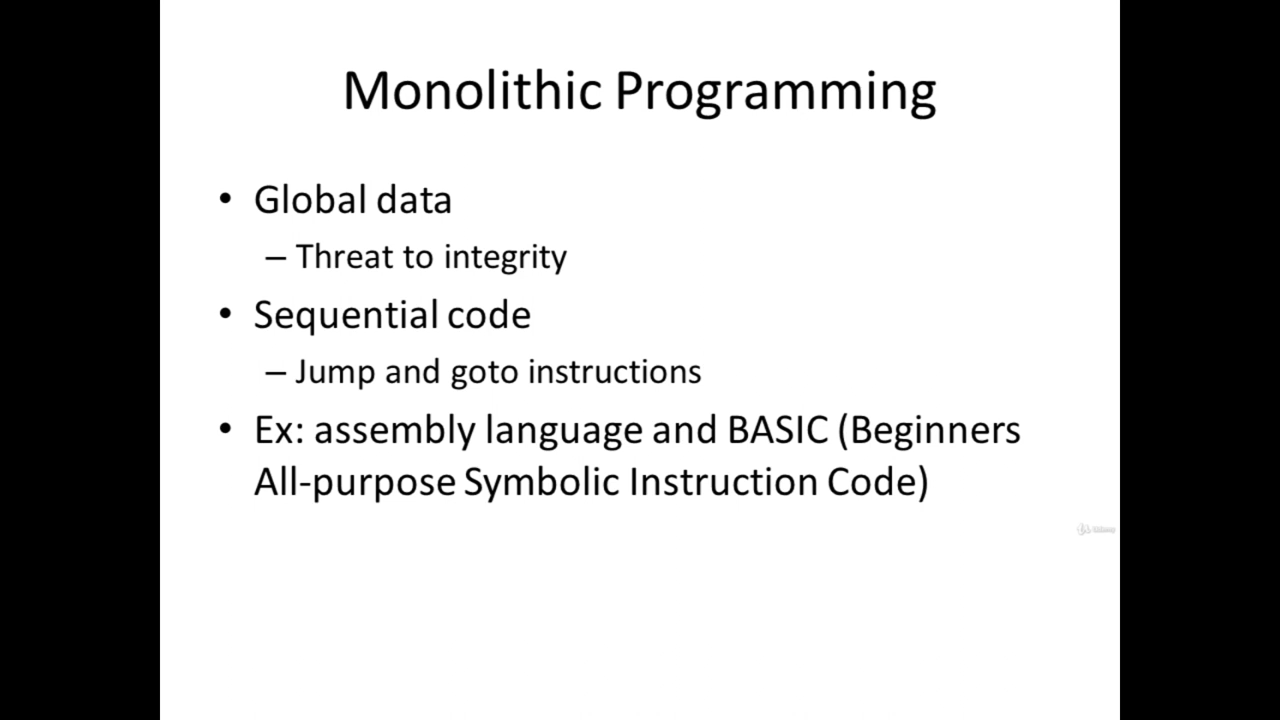 Monolithic Programming
• Global data
– Threat to integrity
• Sequential code
– Jump and goto instructions
• Ex: assembly language and BASIC (Beginners
All-purpose Symbolic Instruction Code)
Udemy